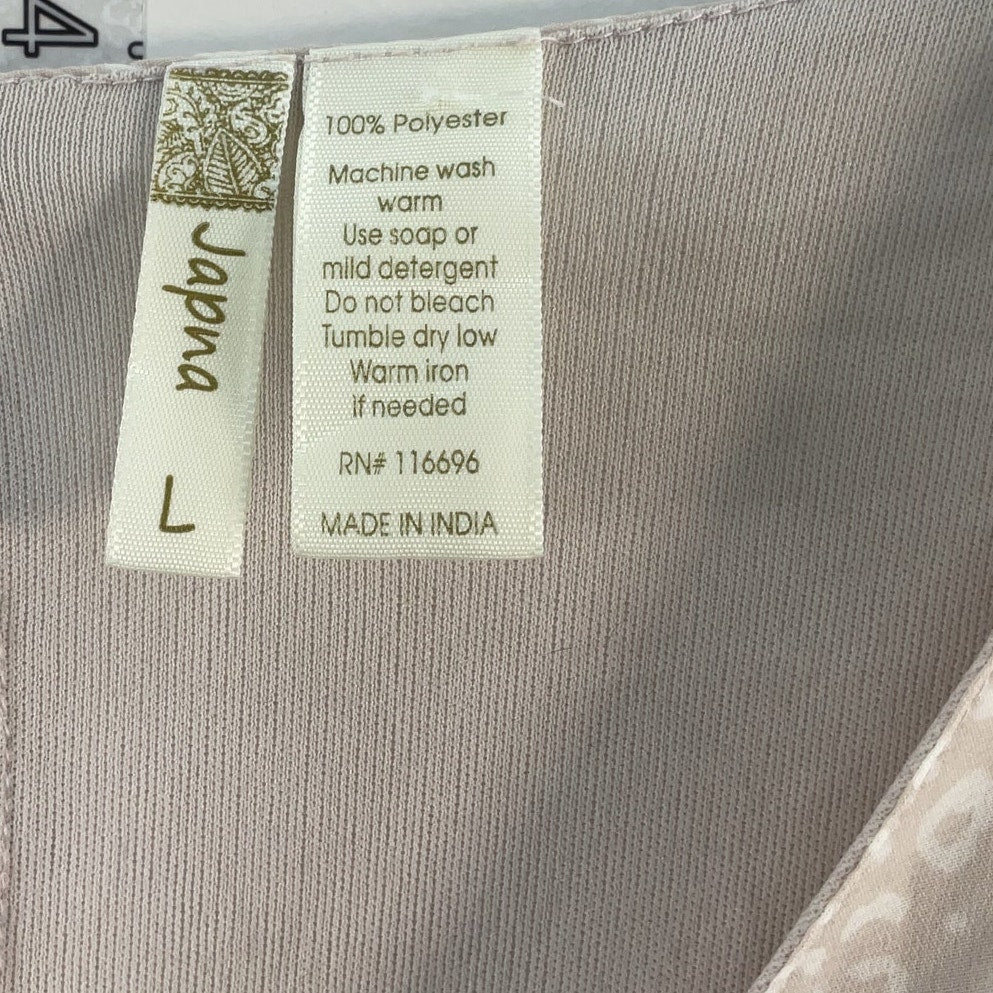 4
Japna
L
100% Polyester
Machine wash
warm
Use soap or
mild detergent
Do not bleach
Tumble dry low
Warm iron
if needed
RN# 116696
MADE IN INDIA